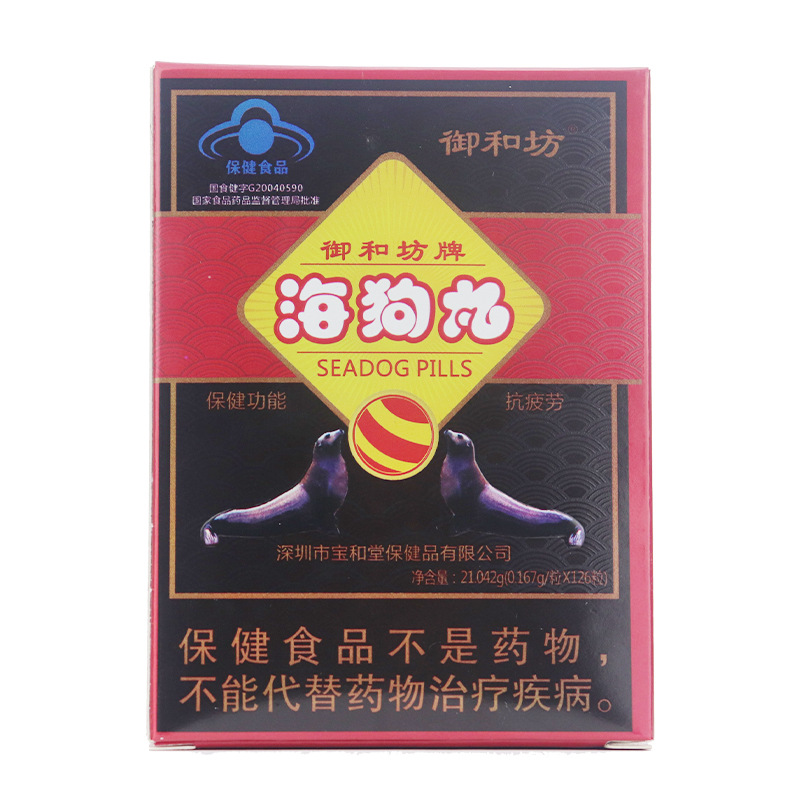 保健食品
国食健字G20040590
国家食品药品监督管理局批准
御和坊®
御和坊牌
海狗丸
SEADOG PILLS
保健功能
抗疲劳
深圳市宝和堂保健品有限公司
净含量：21.042g(0.167g/粒X126粒)
保健食品不是药物，
不能代替药物治疗疾病。